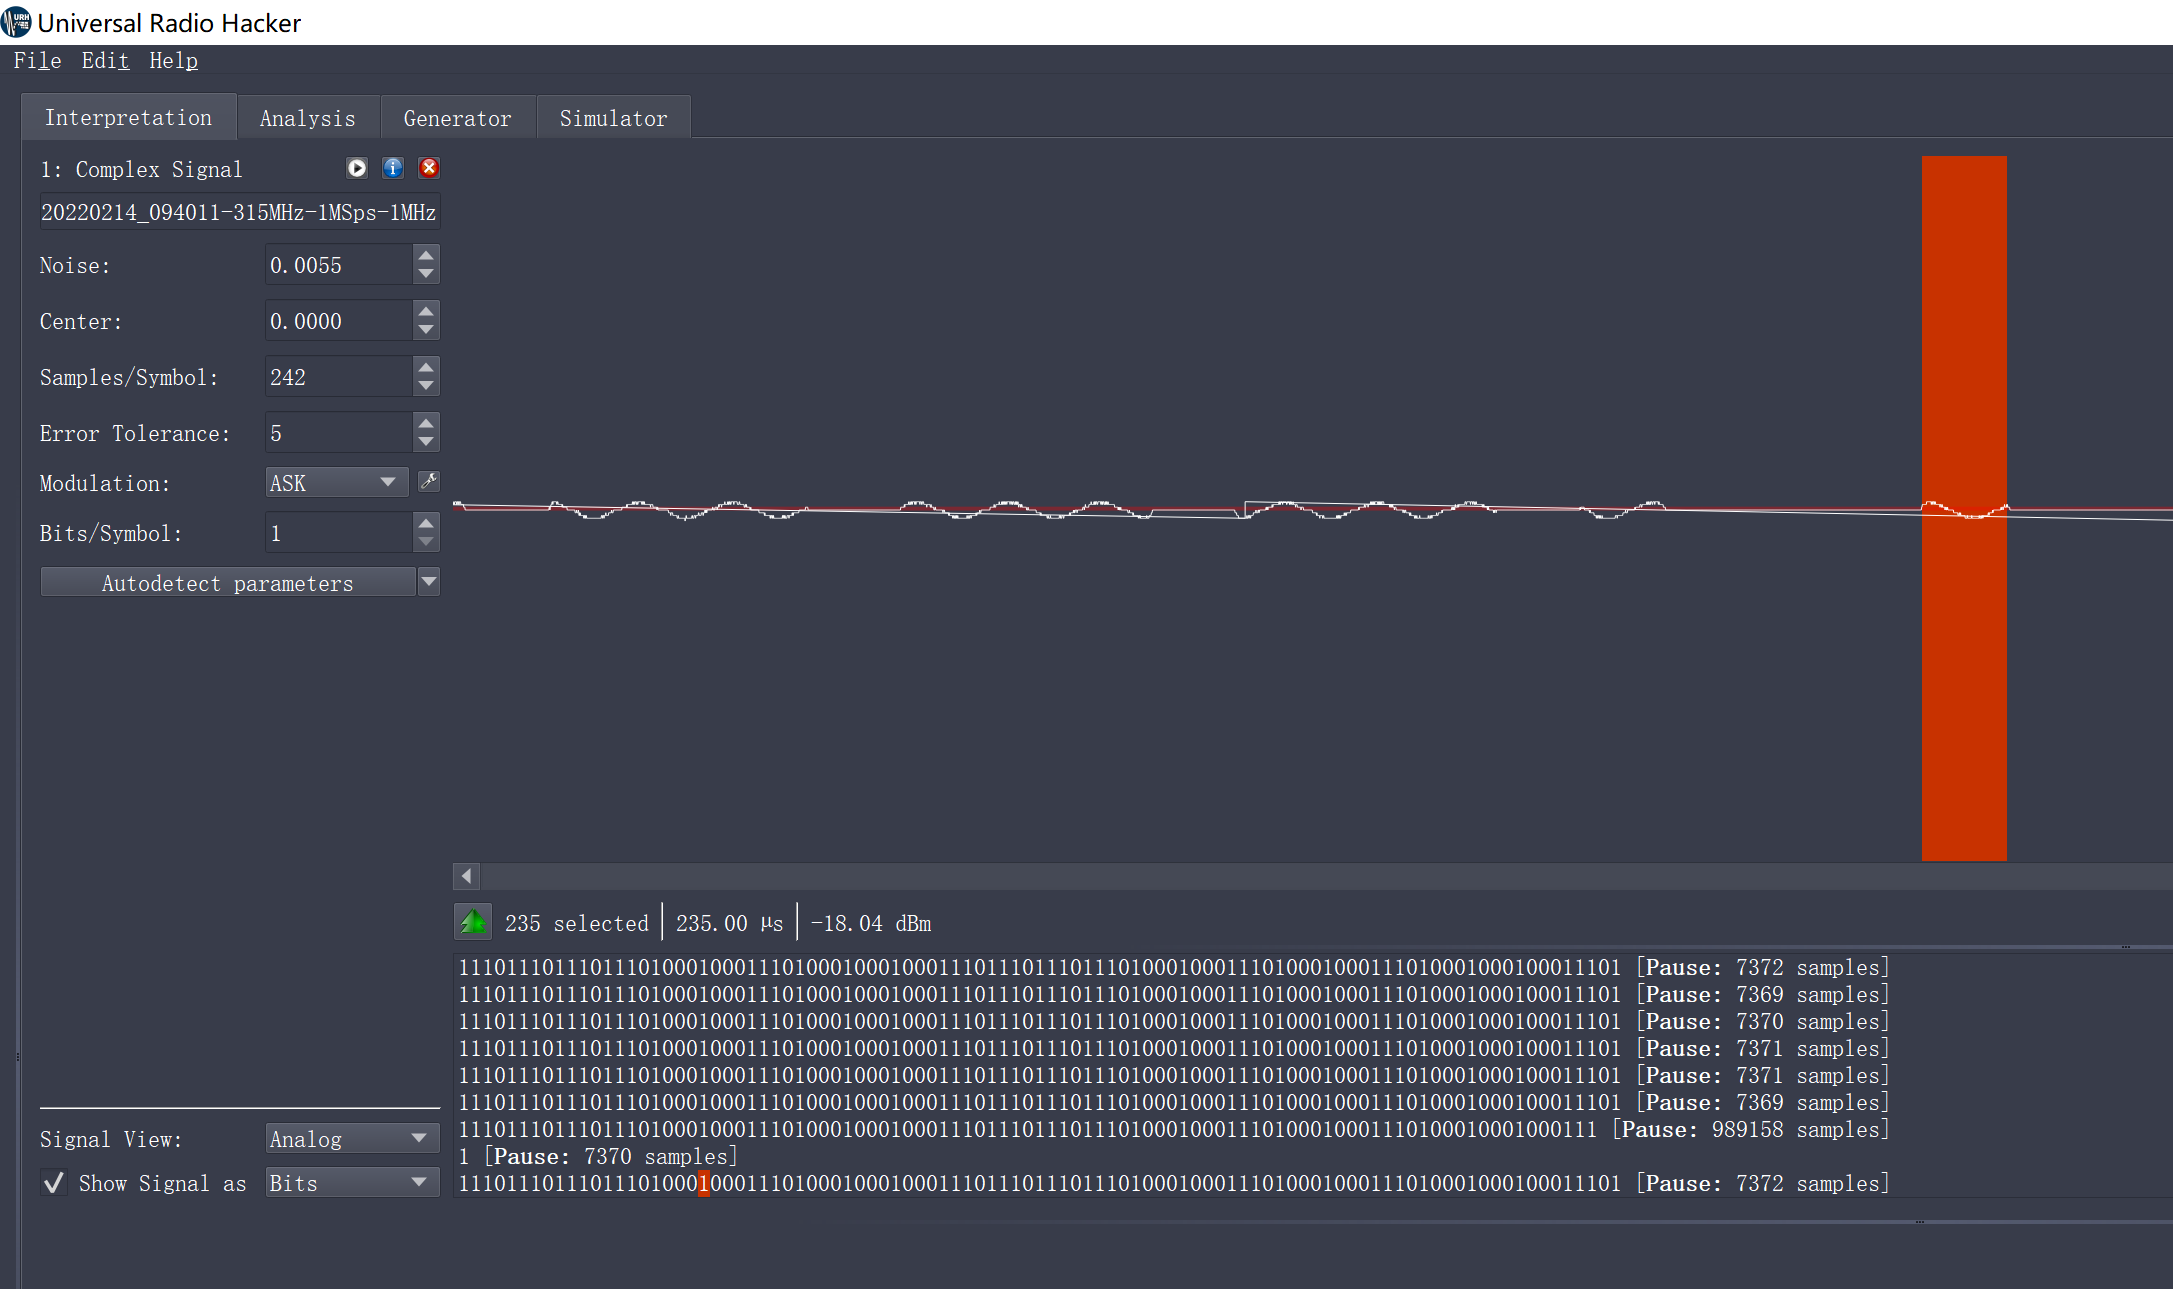 URH
Universal Radio Hacker
File Edit Help
Interpretation Analysis Generator Simulator
1: Complex Signal
20220214_094011-315MHz-1MSps-1MHz
Noise: 0.0055
Center: 0.0000
Samples/Symbol: 242
Error Tolerance: 5
Modulation: ASK
Bits/Symbol: 1
Autodetect parameters
235 selected | 235.00 μs | -18.04 dBm
1110111011101110100010001110100010001000111011101110111010001000111010001000111010001000100011101 [Pause: 7372 samples]
1110111011101110100010001110100010001000111011101110111010001000111010001000111010001000100011101 [Pause: 7369 samples]
1110111011101110100010001110100010001000111011101110111010001000111010001000111010001000100011101 [Pause: 7370 samples]
1110111011101110100010001110100010001000111011101110111010001000111010001000111010001000100011101 [Pause: 7371 samples]
1110111011101110100010001110100010001000111011101110111010001000111010001000111010001000100011101 [Pause: 7371 samples]
1110111011101110100010001110100010001000111011101110111010001000111010001000111010001000100011101 [Pause: 7369 samples]
11101110111011101000100011101000100010001110111011101110100010001110100010001110100010001000111 [Pause: 989158 samples]
1 [Pause: 7370 samples]
1110111011101110100010001110100010001000111011101110111010001000111010001000111010001000100011101 [Pause: 7372 samples]
Signal View: Analog
Show Signal as Bits